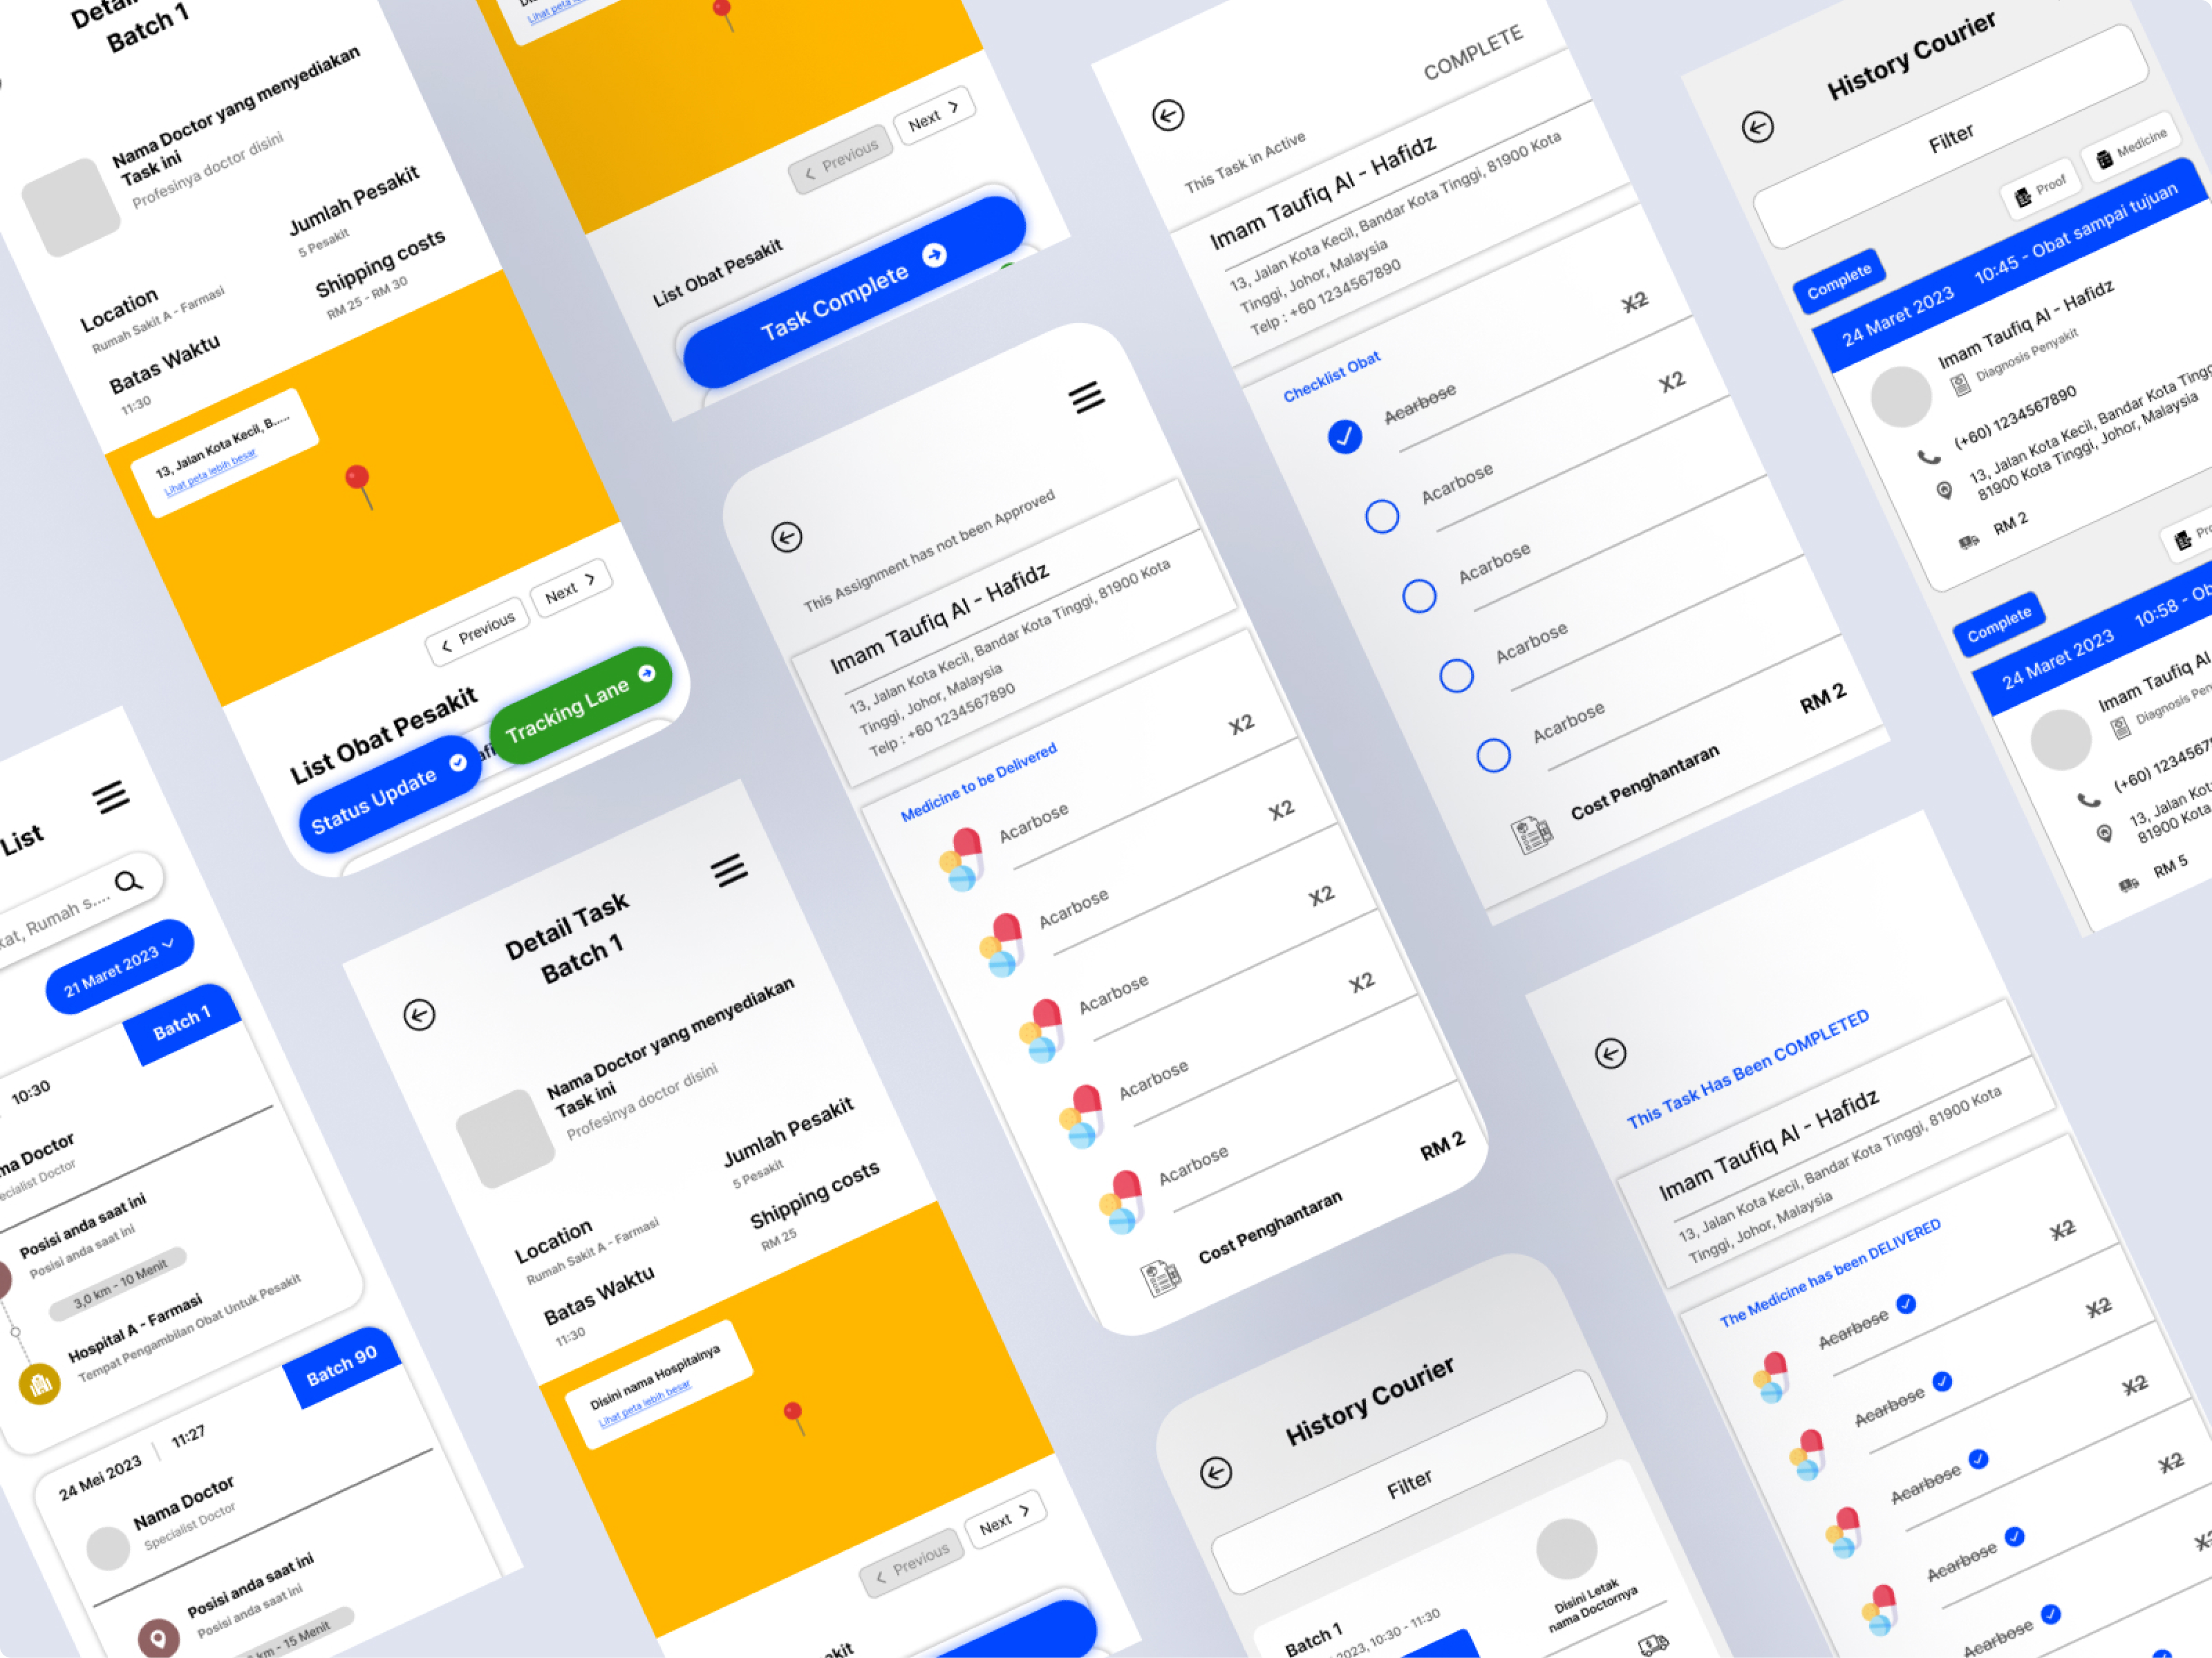 Batch 1
Nama Doctor yang menyediakan
Task ini
Profesinya doctor disini
Jumlah Pesakit
5 Pesakit
Location
Rumah Sakit A - Farmasi
Shipping costs
RM 25 - RM 30
Batas Waktu
11:30
13, Jalan Kota Kecil, B......
Lihat peta lebih besar
Previous
Next
List Obat Pesakit
Status Update
Tracking Lane
Lihat peta
Previous
Next
List Obat Pesakit
Task Complete
List
Rumah s....
21 Maret 2023
Batch 1
10:30
Doctor
Doctor
Posisi anda saat ini
Posisi anda saat ini
3,0 km - 10 Menit
Hospital A - Farmasi
Tempat Pengambilan Obat Untuk Pesakit
Batch 90
24 Mei 2023
11:27
Nama Doctor
Specialist Doctor
Posisi anda saat ini
Posisi anda saat ini
km - 15 Menit
Detail Task
Batch 1
Nama Doctor yang menyediakan
Task ini
Profesinya doctor disini
Jumlah Pesakit
5 Pesakit
Location
Rumah Sakit A - Farmasi
Shipping costs
RM 25
Batas Waktu
11:30
Disini nama Hospitalnya
Lihat peta lebih besar
Previous
Next
This Assignment has not been Approved
Imam Taufiq Al - Hafidz
13, Jalan Kota Kecil, Bandar Kota Tinggi, 81900 Kota
Tinggi, Johor, Malaysia
Telp : +60 1234567890
Medicine to be Delivered
Acarbose X2
Acarbose X2
Acarbose X2
Acarbose X2
Acarbose
Cost Penghantaran RM 2
COMPLETE
This Task in Active
Imam Taufiq Al - Hafidz
13, Jalan Kota Kecil, Bandar Kota Tinggi, 81900 Kota
Tinggi, Johor, Malaysia
Telp : +60 1234567890
Checklist Obat
Acarbose X2
Acarbose X2
Acarbose
Acarbose
Acarbose
Cost Penghantaran RM 2
History Courier
Filter
Proof
Medicine
Complete
24 Maret 2023 10:45 - Obat sampai tujuan
Imam Taufiq Al - Hafidz
Diagnosis Penyakit
(+60) 1234567890
13, Jalan Kota Kecil, Bandar Kota
81900 Kota Tinggi, Johor, Malaysia
RM 2
Complete
24 Maret 2023 10:58
Imam Taufiq
Diagnosis
13, Jalan
81900 Kota
RM 5
History Courier
Filter
Batch 1
2023, 10:30 - 11:30
Disini Letak
nama Doctornya
This Task Has Been COMPLETED
Imam Taufiq Al - Hafidz
13, Jalan Kota Kecil, Bandar Kota Tinggi, 81900 Kota
Tinggi, Johor, Malaysia
The Medicine has been DELIVERED
Acarbose X2
Acarbose X2
Acarbose X2
Acarbose X2
Acarbose